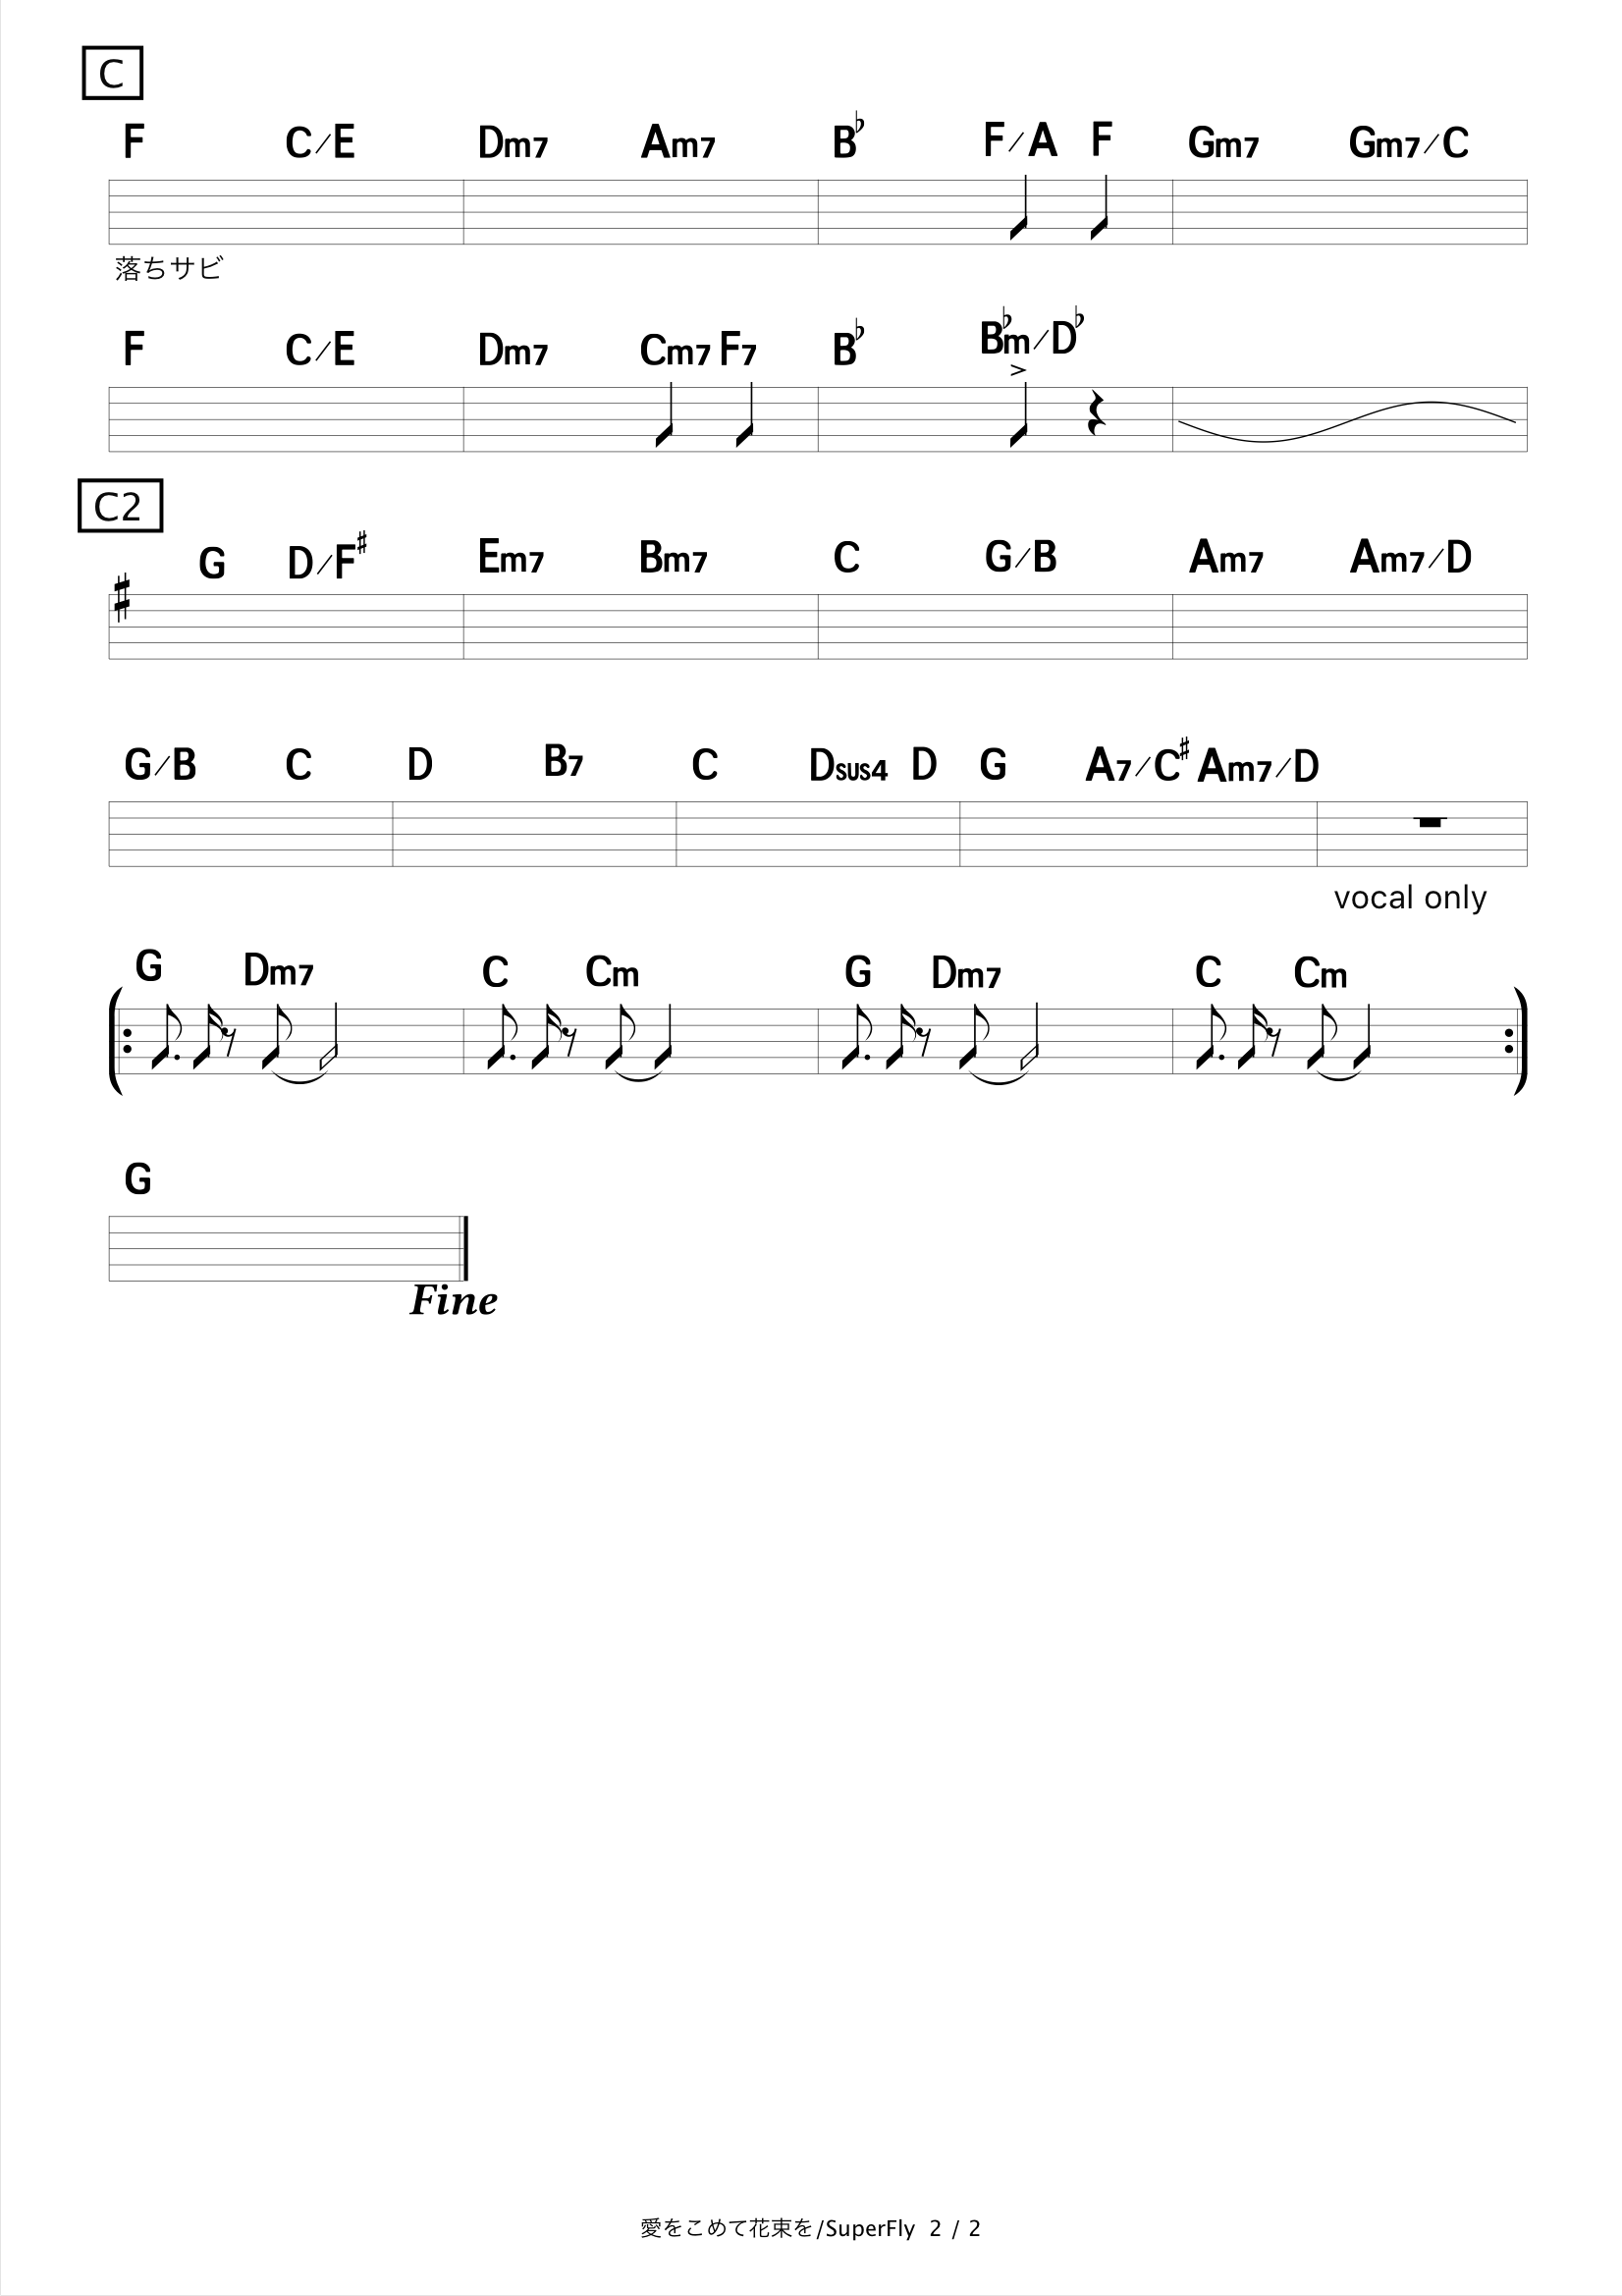 C
F C/E Dm7 Am7 B♭ F/A F Gm7 Gm7/C
落ちサビ
F C/E Dm7 Cm7 F7 B♭ B♭m/D♭
C2
G D/F♯ Em7 Bm7 C G/B Am7 Am7/D
G/B C D B7 C Dsus4 D G A7/C♯ Am7/D
vocal only
G Dm7 C Cm G Dm7 C Cm
G
Fine
愛をこめて花束を/SuperFly 2 / 2